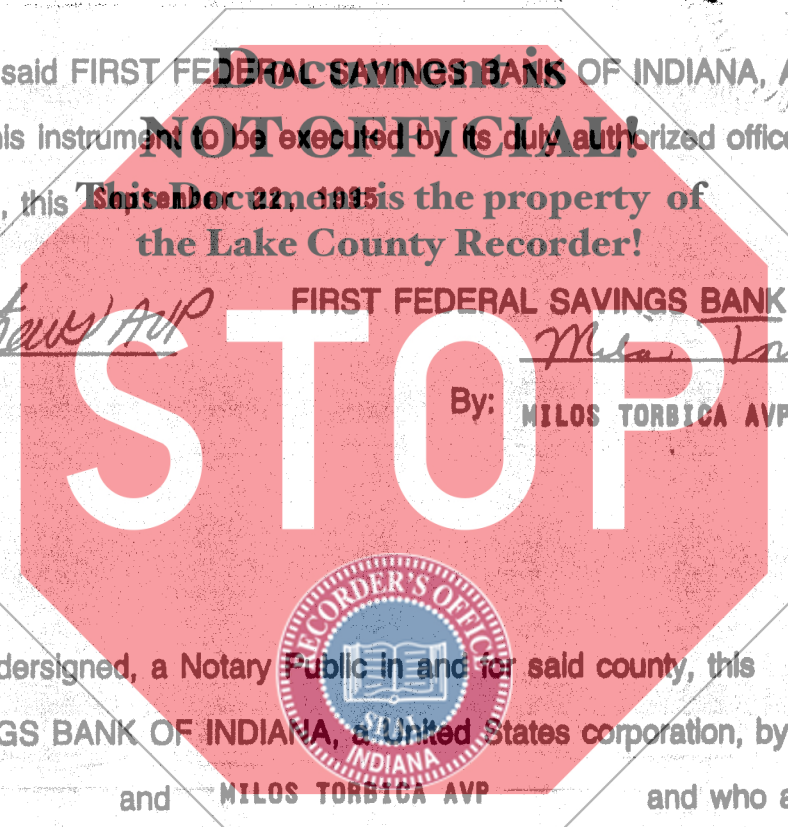 said FIRST FEDERAL SAVINGS BANK OF INDIANA, A
Document is
is instrument to be executed by its duly authorized office
NOT OFFICIAL!
, this September 22, 1995
This Document is the property of
the Lake County Recorder!
AVP
FIRST FEDERAL SAVINGS BANK
STOP
By: MILOS TORBICA AVP
RECORDER'S OFFICE
SEAL
INDIANA
dersigned, a Notary Public in and for said county, this
GS BANK OF INDIANA, a United States corporation, by
and MILOS TORBICA AVP and who a